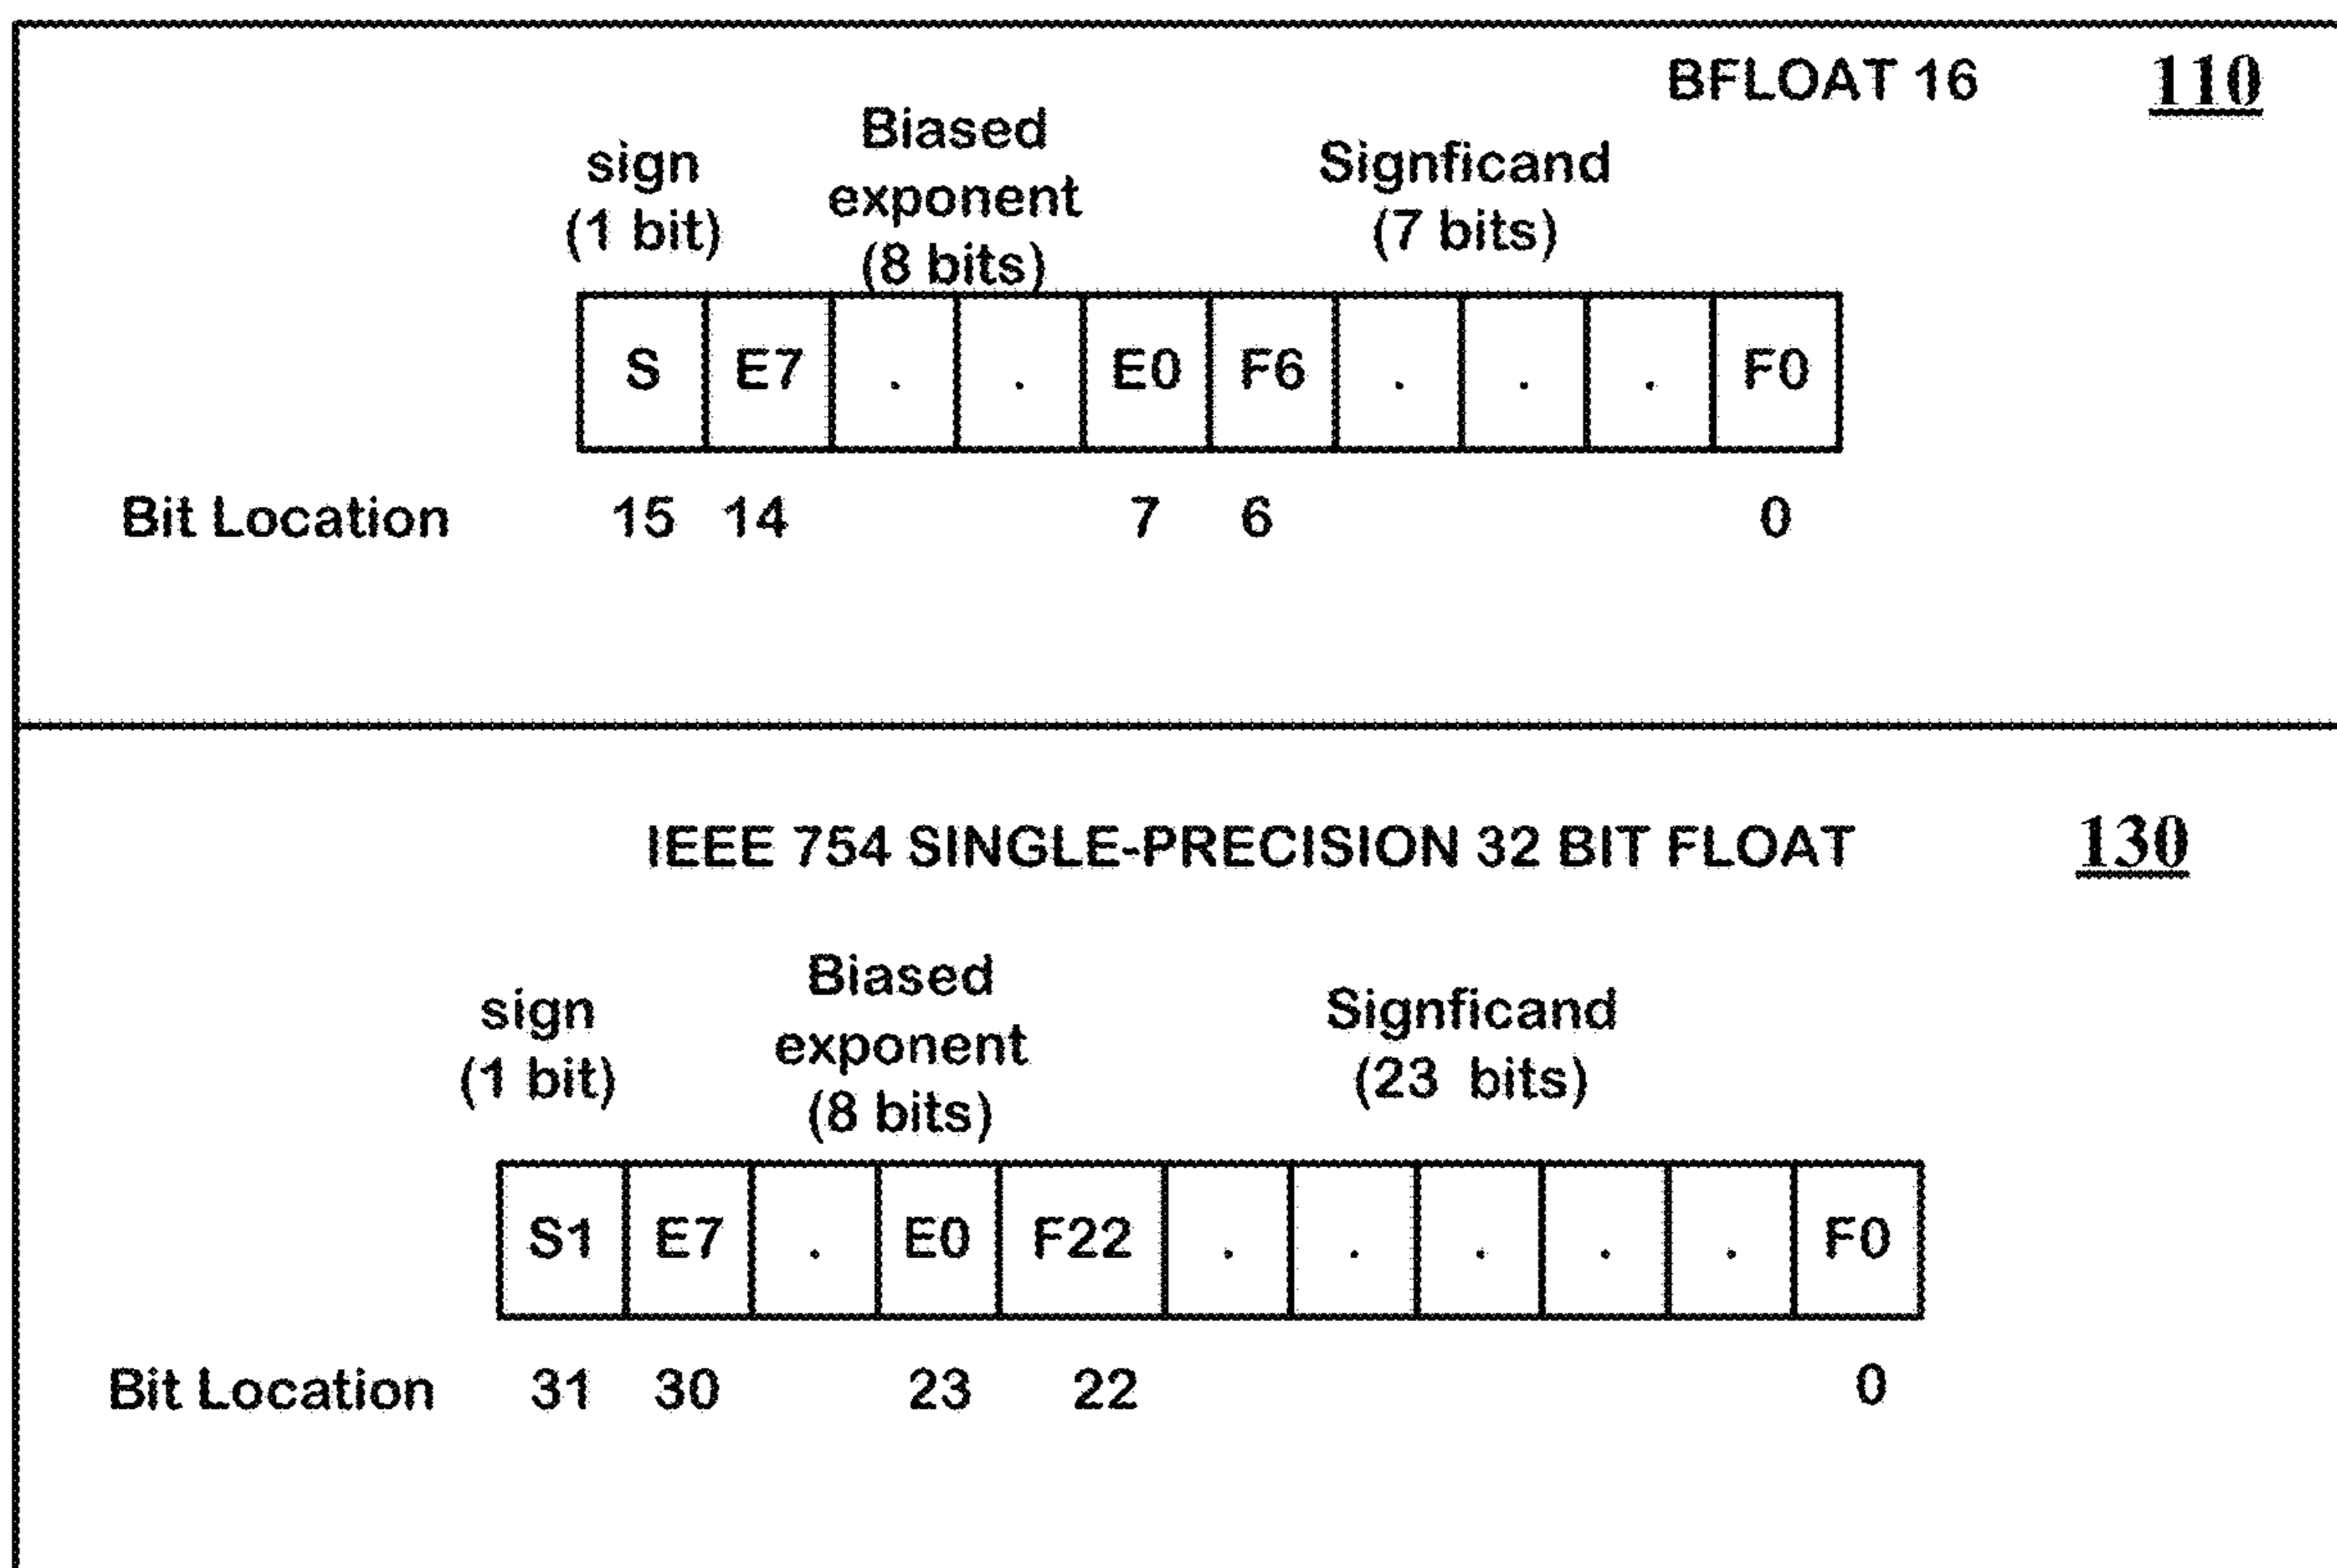 BFLOAT 16 110
sign
(1 bit)
Biased
exponent
(8 bits)
Signficand
(7 bits)
S E7 . . E0 F6 . . . F0
Bit Location 15 14 7 6 0
IEEE 754 SINGLE-PRECISION 32 BIT FLOAT 130
sign
(1 bit)
Biased
exponent
(8 bits)
Signficand
(23 bits)
S1 E7 . E0 F22 . . . . . F0
Bit Location 31 30 23 22 0